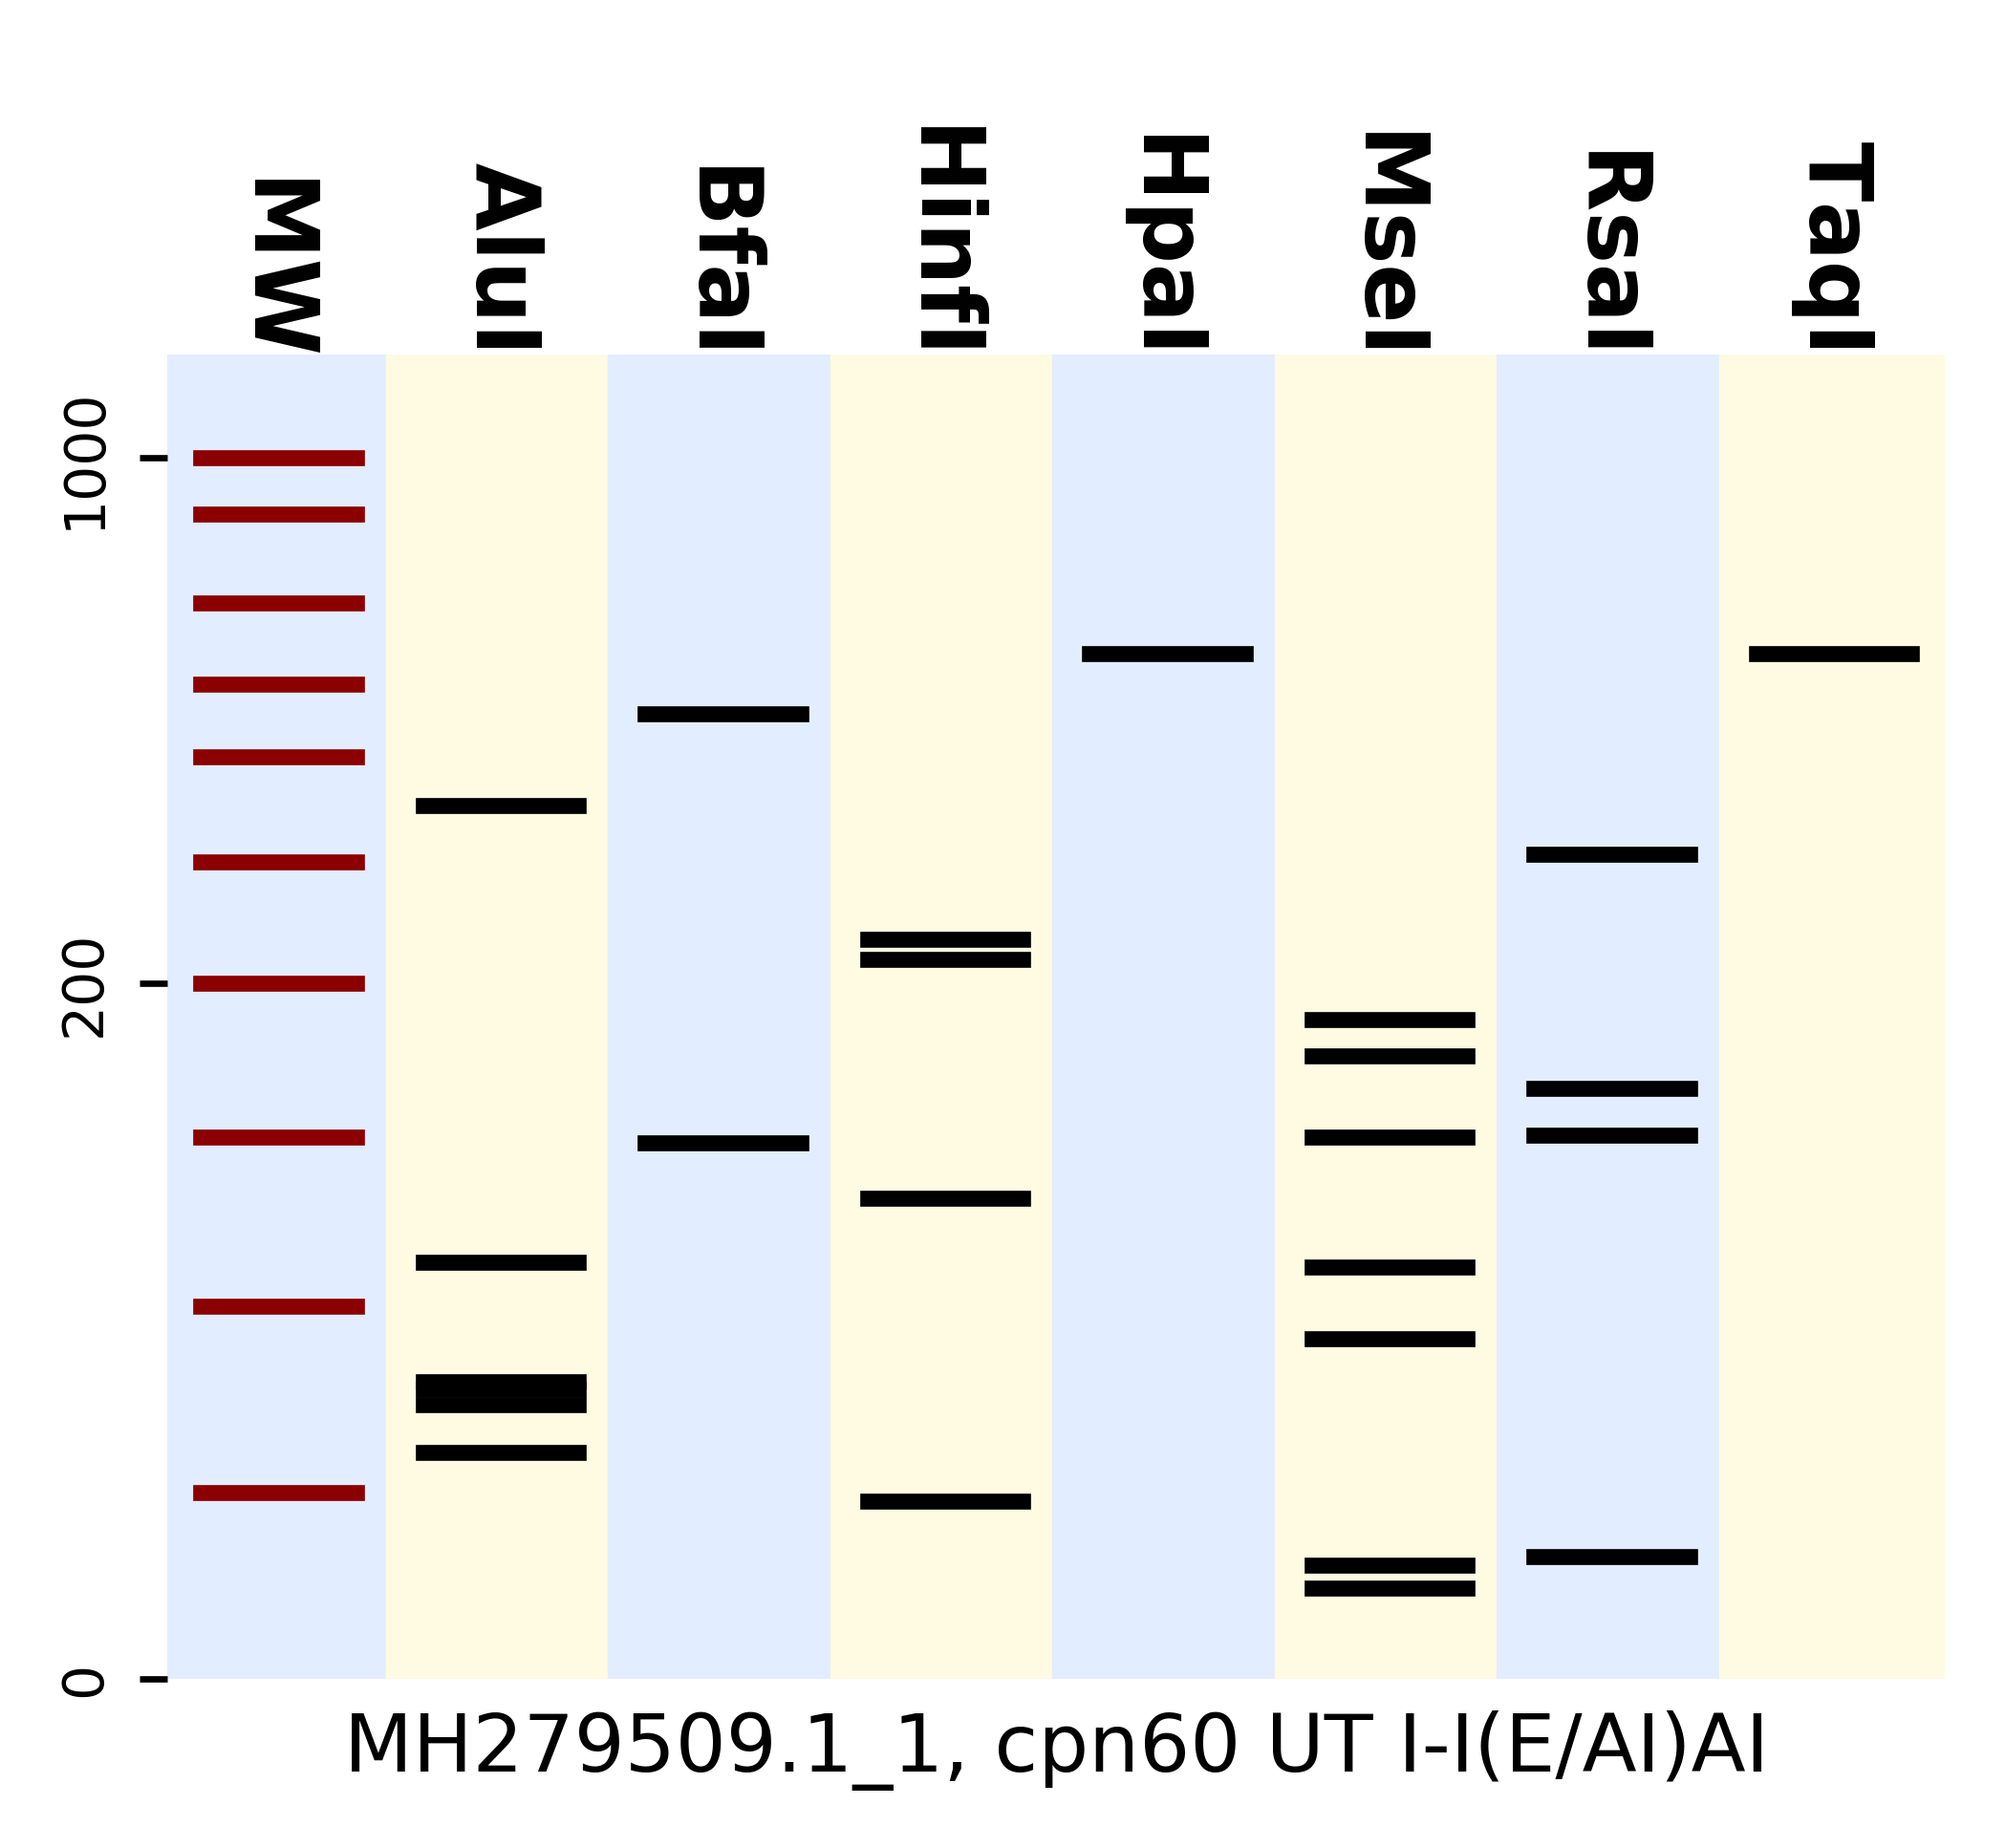 MW
AluI
BfaI
HinfI
HpaI
MseI
RsaI
TaqI
1000
200
0
MH279509.1_1, cpn60 UT I-I(E/AI)AI